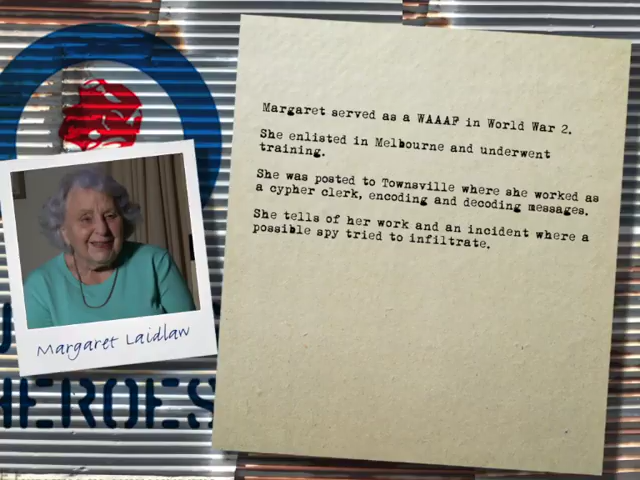 Margaret served as a WAAAF in World War 2.
She enlisted in Melbourne and underwent
training.
She was posted to Townsville where she worked as
a cypher clerk, encoding and decoding messages.
She tells of her work and an incident where a
possible spy tried to infiltrate.
Margaret Laidlaw
HEROES